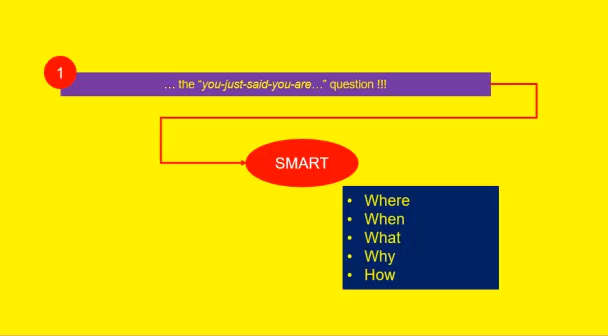 1
… the “you-just-said-you-are…” question !!!
SMART
• Where
• When
• What
• Why
• How